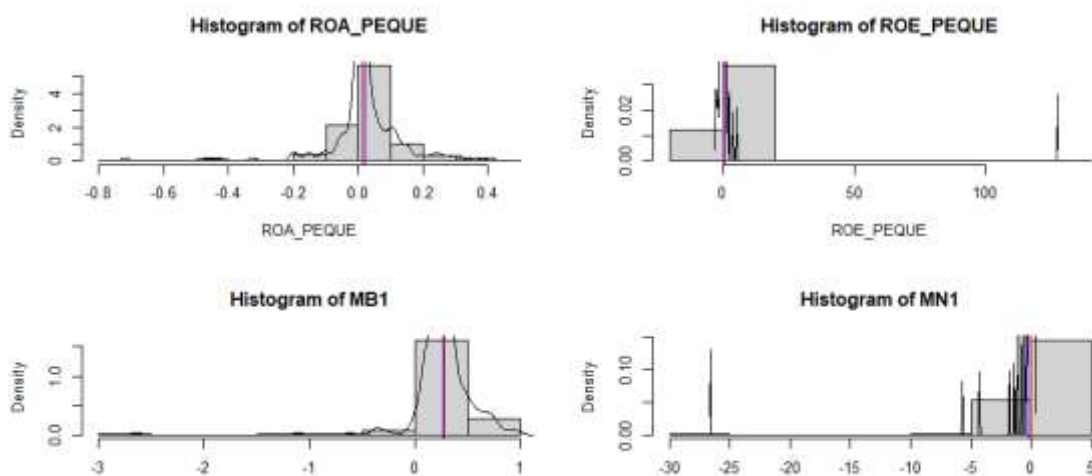 Histogram of ROA_PEQUE
Density
4
2
0
-0.8 -0.6 -0.4 -0.2 0.0 0.2 0.4
ROA_PEQUE
Histogram of ROE_PEQUE
Density
0.02
0.00
0 50 100
ROE_PEQUE
Histogram of MB1
Density
1.0
0.0
-3 -2 -1 0 1
Histogram of MN1
Density
0.10
0.00
-30 -25 -20 -15 -10 -5 0